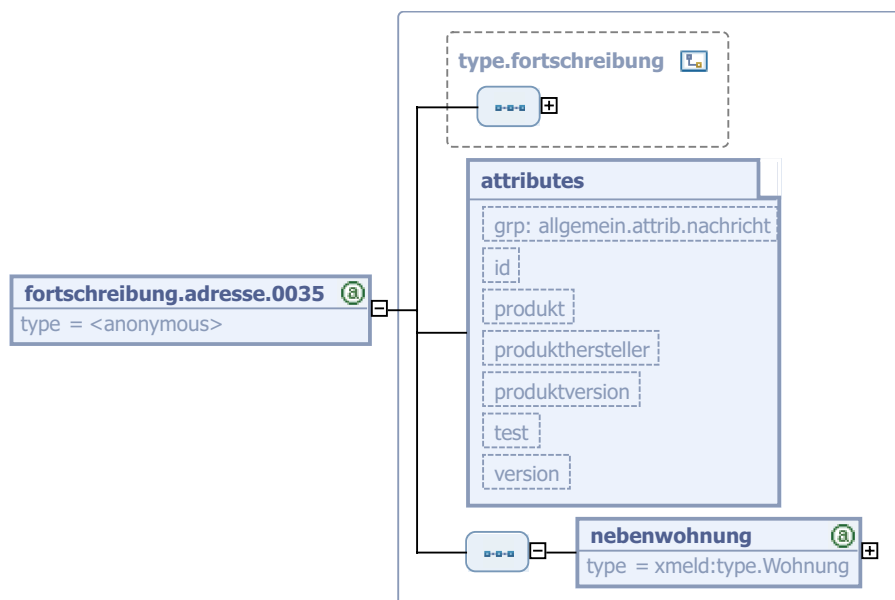 type.fortschreibung
attributes
grp: allgemein.attrib.nachricht
id
fortschreibung.adresse.0035 @
type = <anonymous>
produkt
produkthersteller
produktversion
test
version
nebenwohnung @
type = xmeld:type.Wohnung